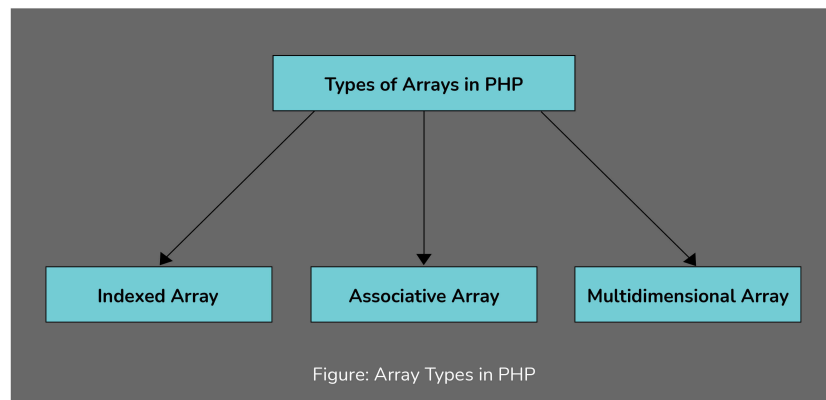 Types of Arrays in PHP
Indexed Array
Associative Array
Multidimensional Array
Figure: Array Types in PHP